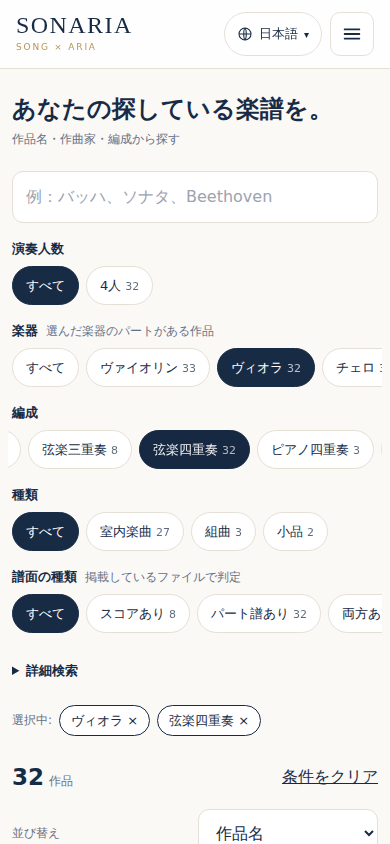 SONARIA
SONG × ARIA
日本語 ▾
あなたの探している楽譜を。
作品名・作曲家・編成から探す
例：バッハ、ソナタ、Beethoven
演奏人数
すべて 4人 32
楽器 選んだ楽器のパートがある作品
すべて ヴァイオリン 33 ヴィオラ 32 チェロ
編成
弦楽三重奏 8 弦楽四重奏 32 ピアノ四重奏 3
種類
すべて 室内楽曲 27 組曲 3 小品 2
譜面の種類 掲載しているファイルで判定
すべて スコアあり 8 パート譜あり 32 両方あ
▶ 詳細検索
選択中: ヴィオラ × 弦楽四重奏 ×
32 作品 条件をクリア
並び替え 作品名